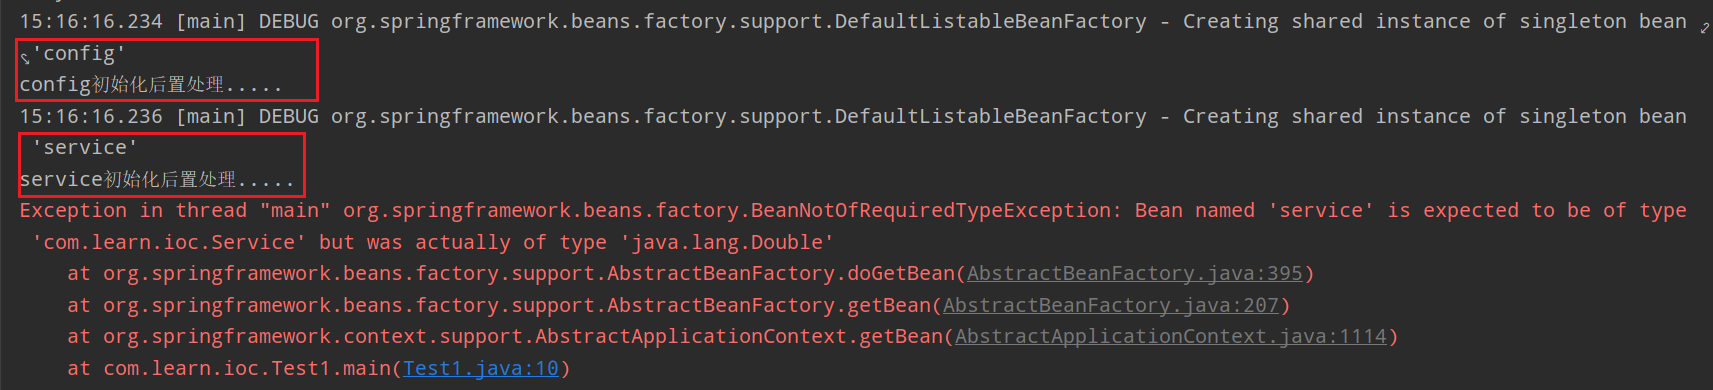 15:16:16.234 [main] DEBUG org.springframework.beans.factory.support.DefaultListableBeanFactory - Creating shared instance of singleton bean
'config'
config初始化后置处理.....
15:16:16.236 [main] DEBUG org.springframework.beans.factory.support.DefaultListableBeanFactory - Creating shared instance of singleton bean
'service'
service初始化后置处理.....
Exception in thread "main" org.springframework.beans.factory.BeanNotOfRequiredTypeException: Bean named 'service' is expected to be of type
'com.learn.ioc.Service' but was actually of type 'java.lang.Double'
at org.springframework.beans.factory.support.AbstractBeanFactory.doGetBean(AbstractBeanFactory.java:395)
at org.springframework.beans.factory.support.AbstractBeanFactory.getBean(AbstractBeanFactory.java:207)
at org.springframework.context.support.AbstractApplicationContext.getBean(AbstractApplicationContext.java:1114)
at com.learn.ioc.Test1.main(Test1.java:10)